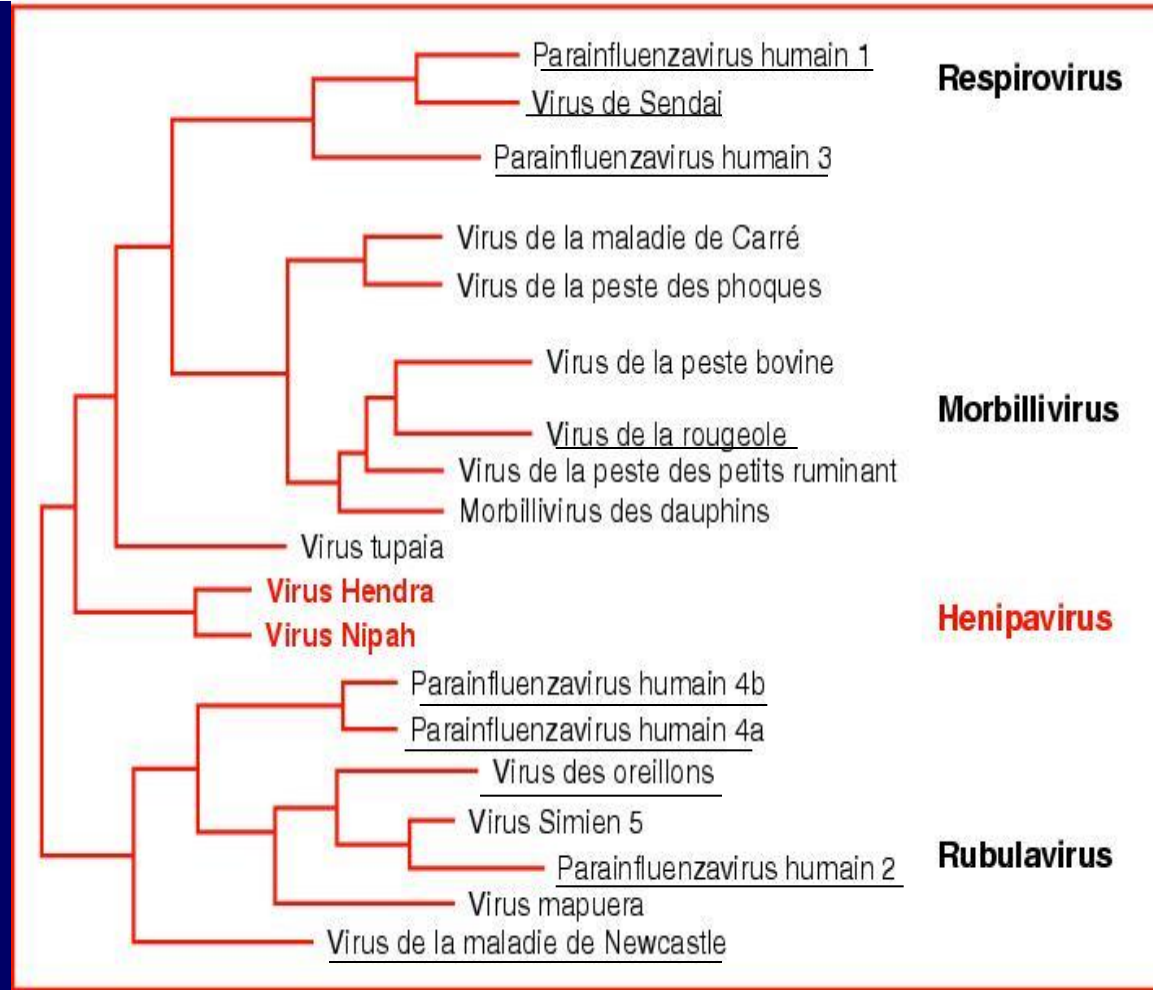 Parainfluenzavirus humain 1
Respirovirus
Virus de Sendai
Parainfluenzavirus humain 3
Virus de la maladie de Carré
Virus de la peste des phoques
Virus de la peste bovine
Morbillivirus
Virus de la rougeole
Virus de la peste des petits ruminant
Morbillivirus des dauphins
Virus tupaia
Virus Hendra
Henipavirus
Virus Nipah
Parainfluenzavirus humain 4b
Parainfluenzavirus humain 4a
Virus des oreillons
Virus Simien 5
Rubulavirus
Parainfluenzavirus humain 2
Virus mapuera
Virus de la maladie de Newcastle